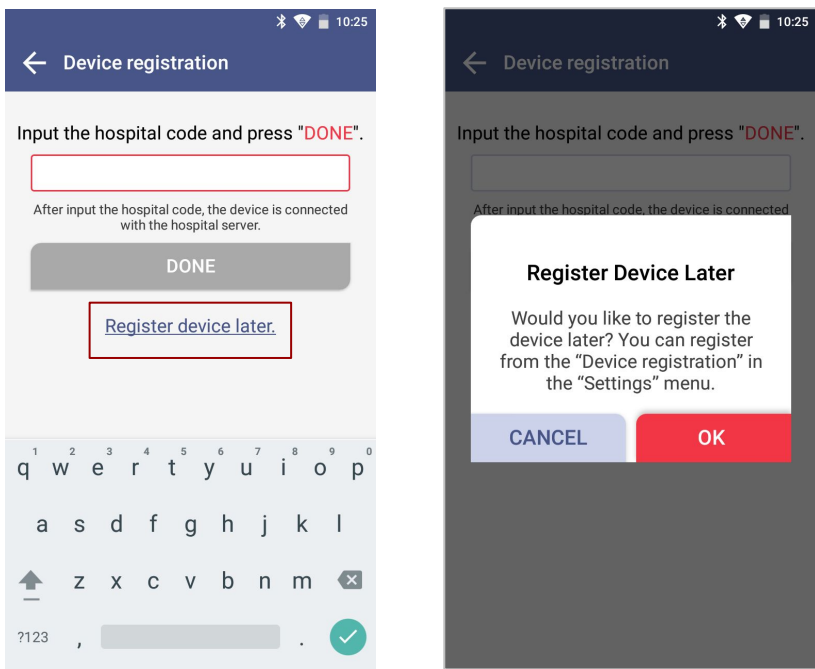 10:25
Device registration
Input the hospital code and press "DONE".
After input the hospital code, the device is connected
with the hospital server.
DONE
Register device later.
1 2 3 4 5 6 7 8 9 0
q w e r t y u i o p
a s d f g h j k l
z x c v b n m
?123 , .
10:25
Device registration
Input the hospital code and press "DONE".
After input the hospital code, the device is connected
Register Device Later
Would you like to register the
device later? You can register
from the “Device registration” in
the “Settings” menu.
CANCEL OK